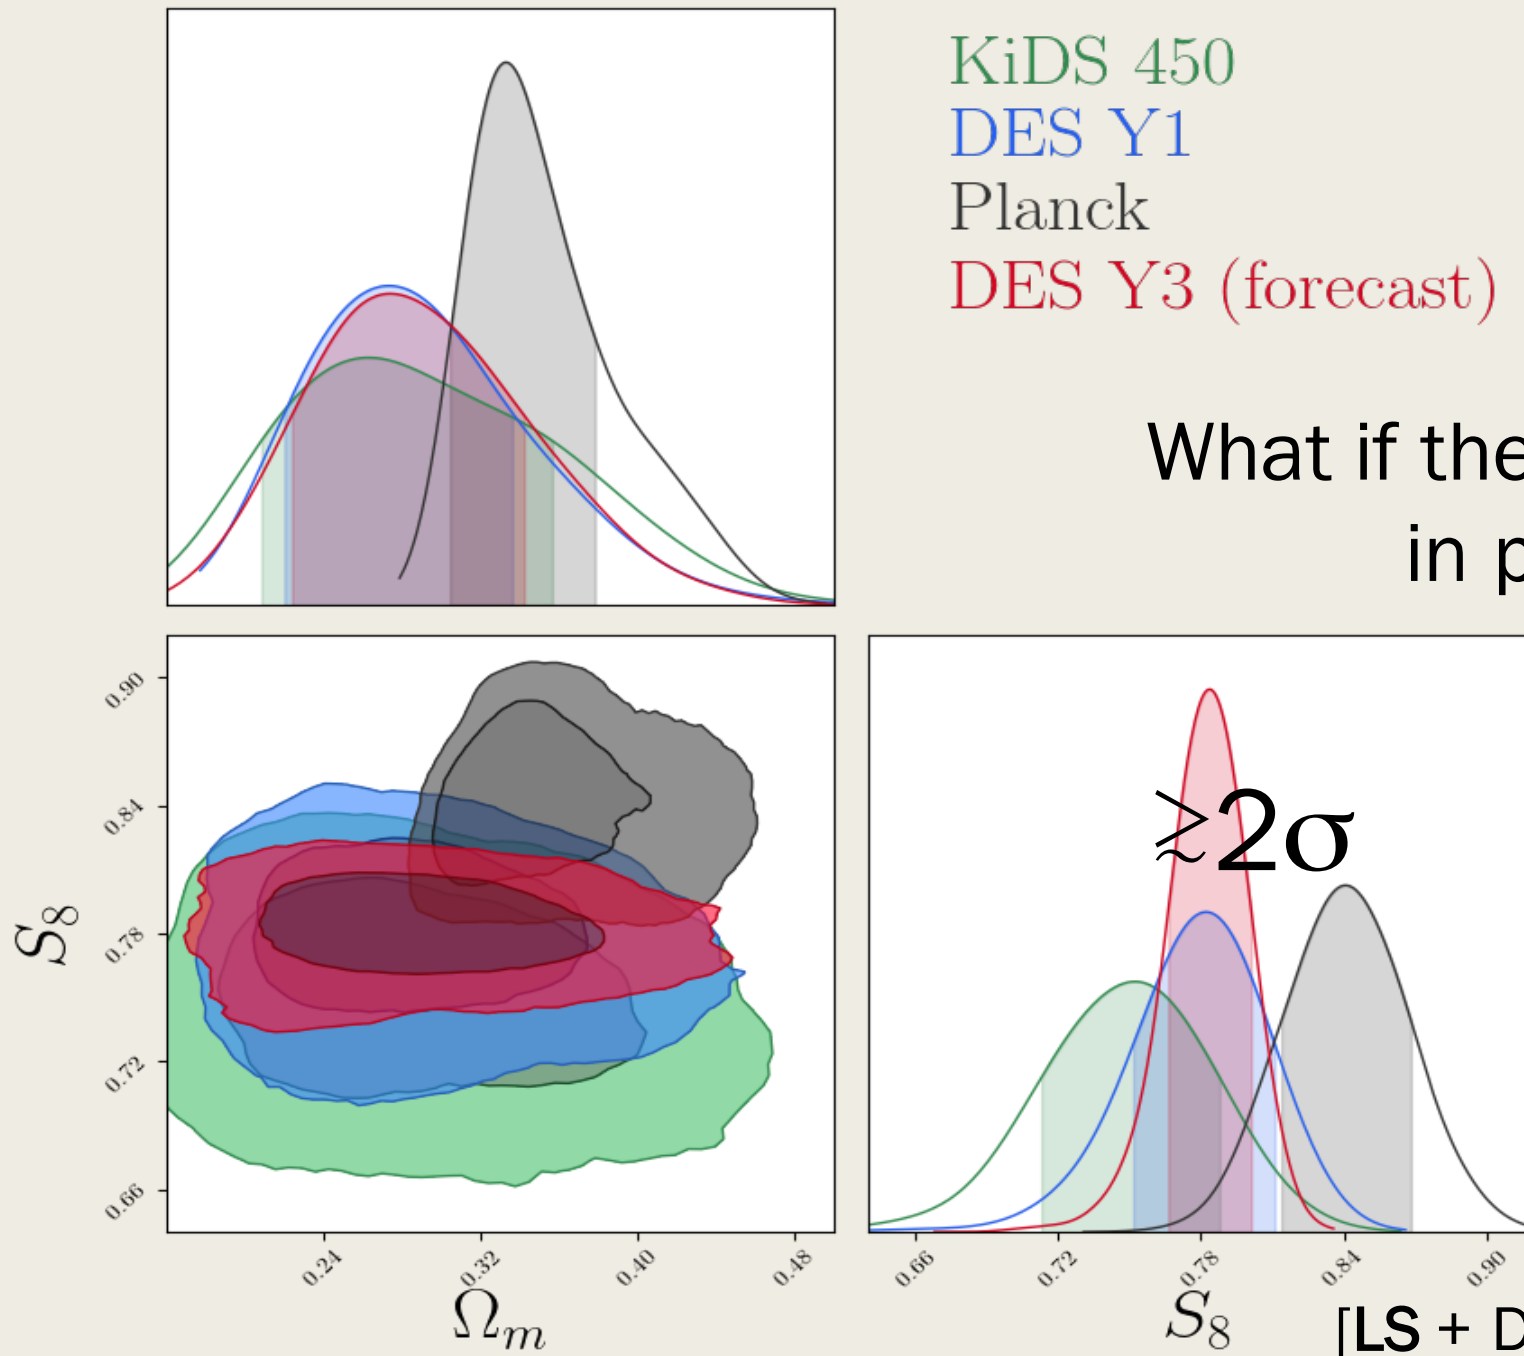 KiDS 450
DES Y1
Planck
DES Y3 (forecast)
What if the
in p
0.90
0.84
0.78
0.72
0.66
S₈
≳2σ
0.24 0.32 0.40 0.48
Ωₘ
0.66 0.72 0.78 0.84 0.90
S₈
[LS + D